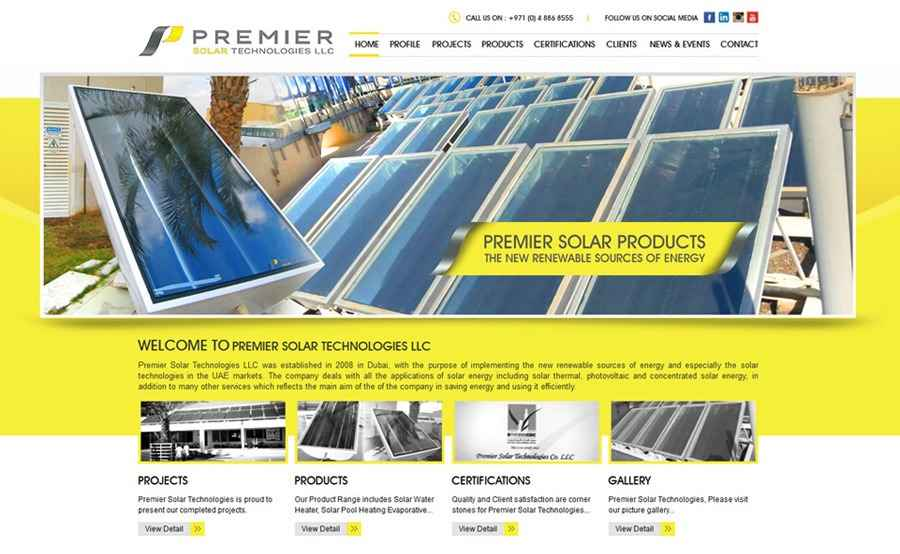 CALL US ON : +971 (0) 4 886 8555 | FOLLOW US ON SOCIAL MEDIA
PREMIER
SOLAR TECHNOLOGIES LLC
HOME PROFILE PROJECTS PRODUCTS CERTIFICATIONS CLIENTS NEWS & EVENTS CONTACT
PREMIER SOLAR PRODUCTS
THE NEW RENEWABLE SOURCES OF ENERGY
WELCOME TO PREMIER SOLAR TECHNOLOGIES LLC
Premier Solar Technologies LLC was established in 2008 in Dubai, with the purpose of implementing the new renewable sources of energy and especially the solar
technologies in the UAE markets. The company deals with all the applications of solar energy including solar thermal, photovoltaic and concentrated solar energy, in
addition to many other services which reflects the main aim of the of the company in saving energy and using it efficiently.
Premier Solar Technologies Co. LLC
PROJECTS
Premier Solar Technologies is proud to
present our completed projects.
View Detail
PRODUCTS
Our Product Range includes Solar Water
Heater, Solar Pool Heating Evaporative...
View Detail
CERTIFICATIONS
Quality and Client satisfaction are corner
stones for Premier Solar Technologies...
View Detail
GALLERY
Premier Solar Technologies, Please visit
our picture gallery...
View Detail